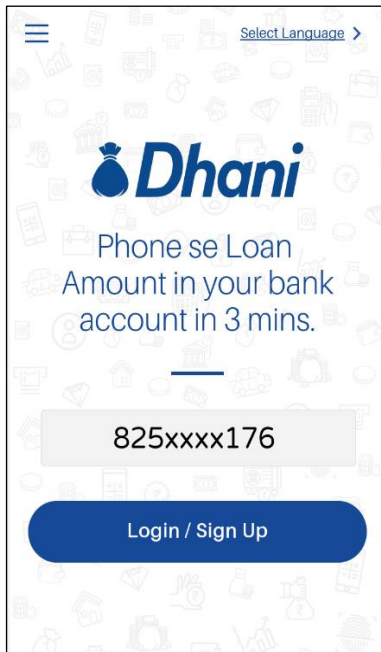 Select Language
Dhani
Phone se Loan
Amount in your bank
account in 3 mins.
825xxxx176
Login / Sign Up